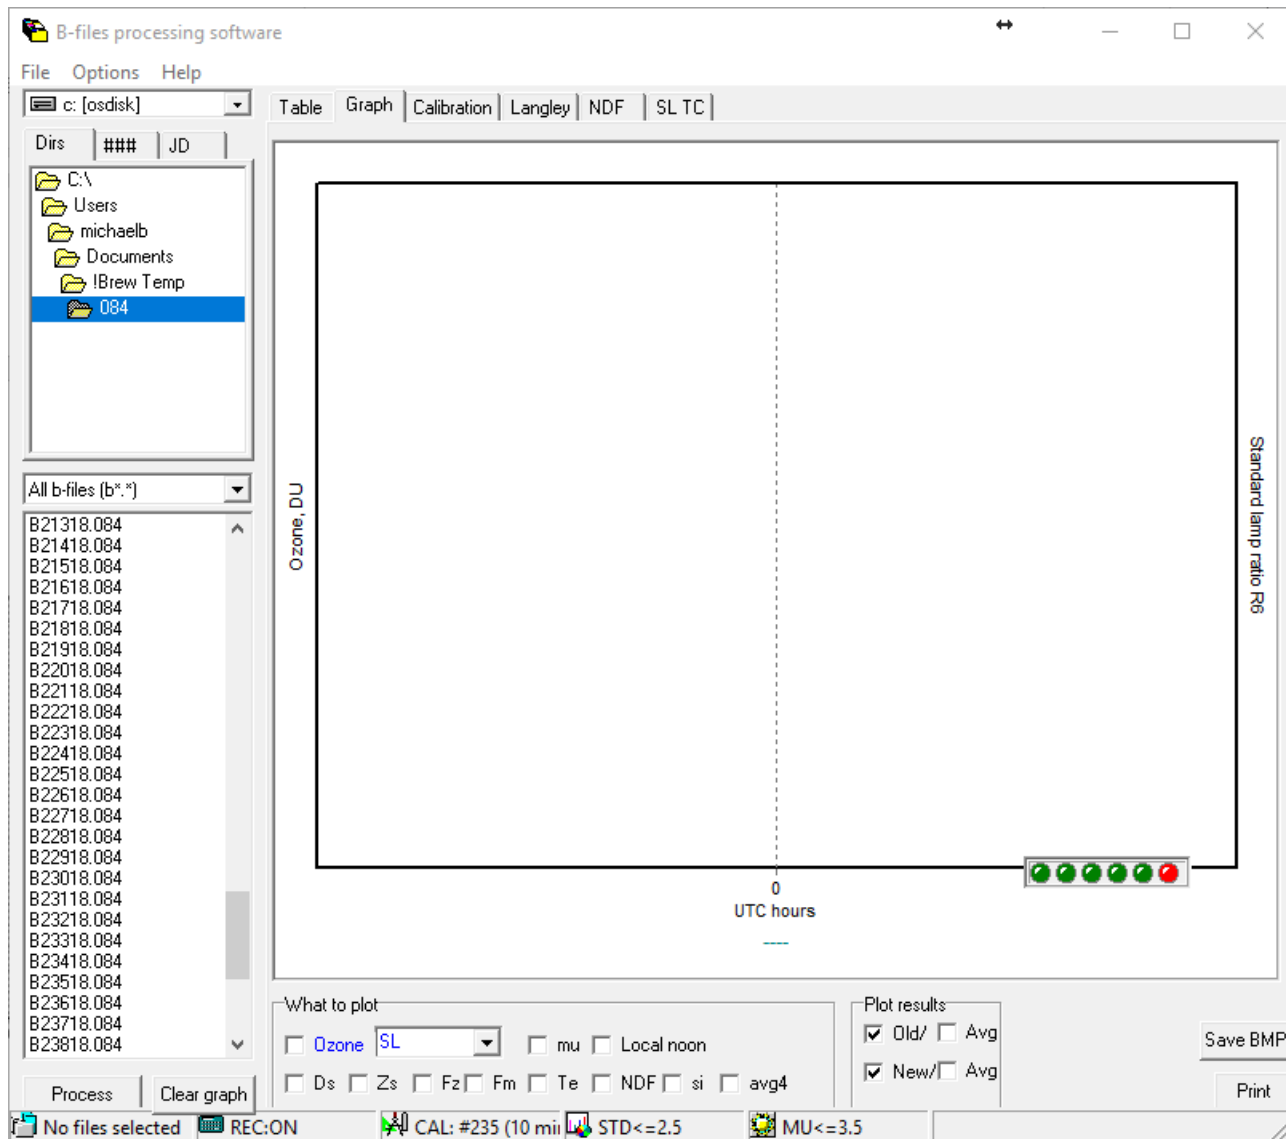 B-files processing software
File Options Help
c: [osdisk]
Dirs ### JD
C:\
Users
michaelb
Documents
!Brew Temp
084
All b-files (b*.*)
B21318.084
B21418.084
B21518.084
B21618.084
B21718.084
B21818.084
B21918.084
B22018.084
B22118.084
B22218.084
B22318.084
B22418.084
B22518.084
B22618.084
B22718.084
B22818.084
B22918.084
B23018.084
B23118.084
B23218.084
B23318.084
B23418.084
B23518.084
B23618.084
B23718.084
B23818.084
Process Clear graph
Table Graph Calibration Langley NDF SL TC
Ozone, DU
Standard lamp ratio R6
0
UTC hours
----
What to plot
Ozone SL mu Local noon
Ds Zs Fz Fm Te NDF si avg4
Plot results
Old/ Avg
New/ Avg
Save BMP
Print
No files selected REC:ON CAL: #235 (10 mi STD<=2.5 MU<=3.5